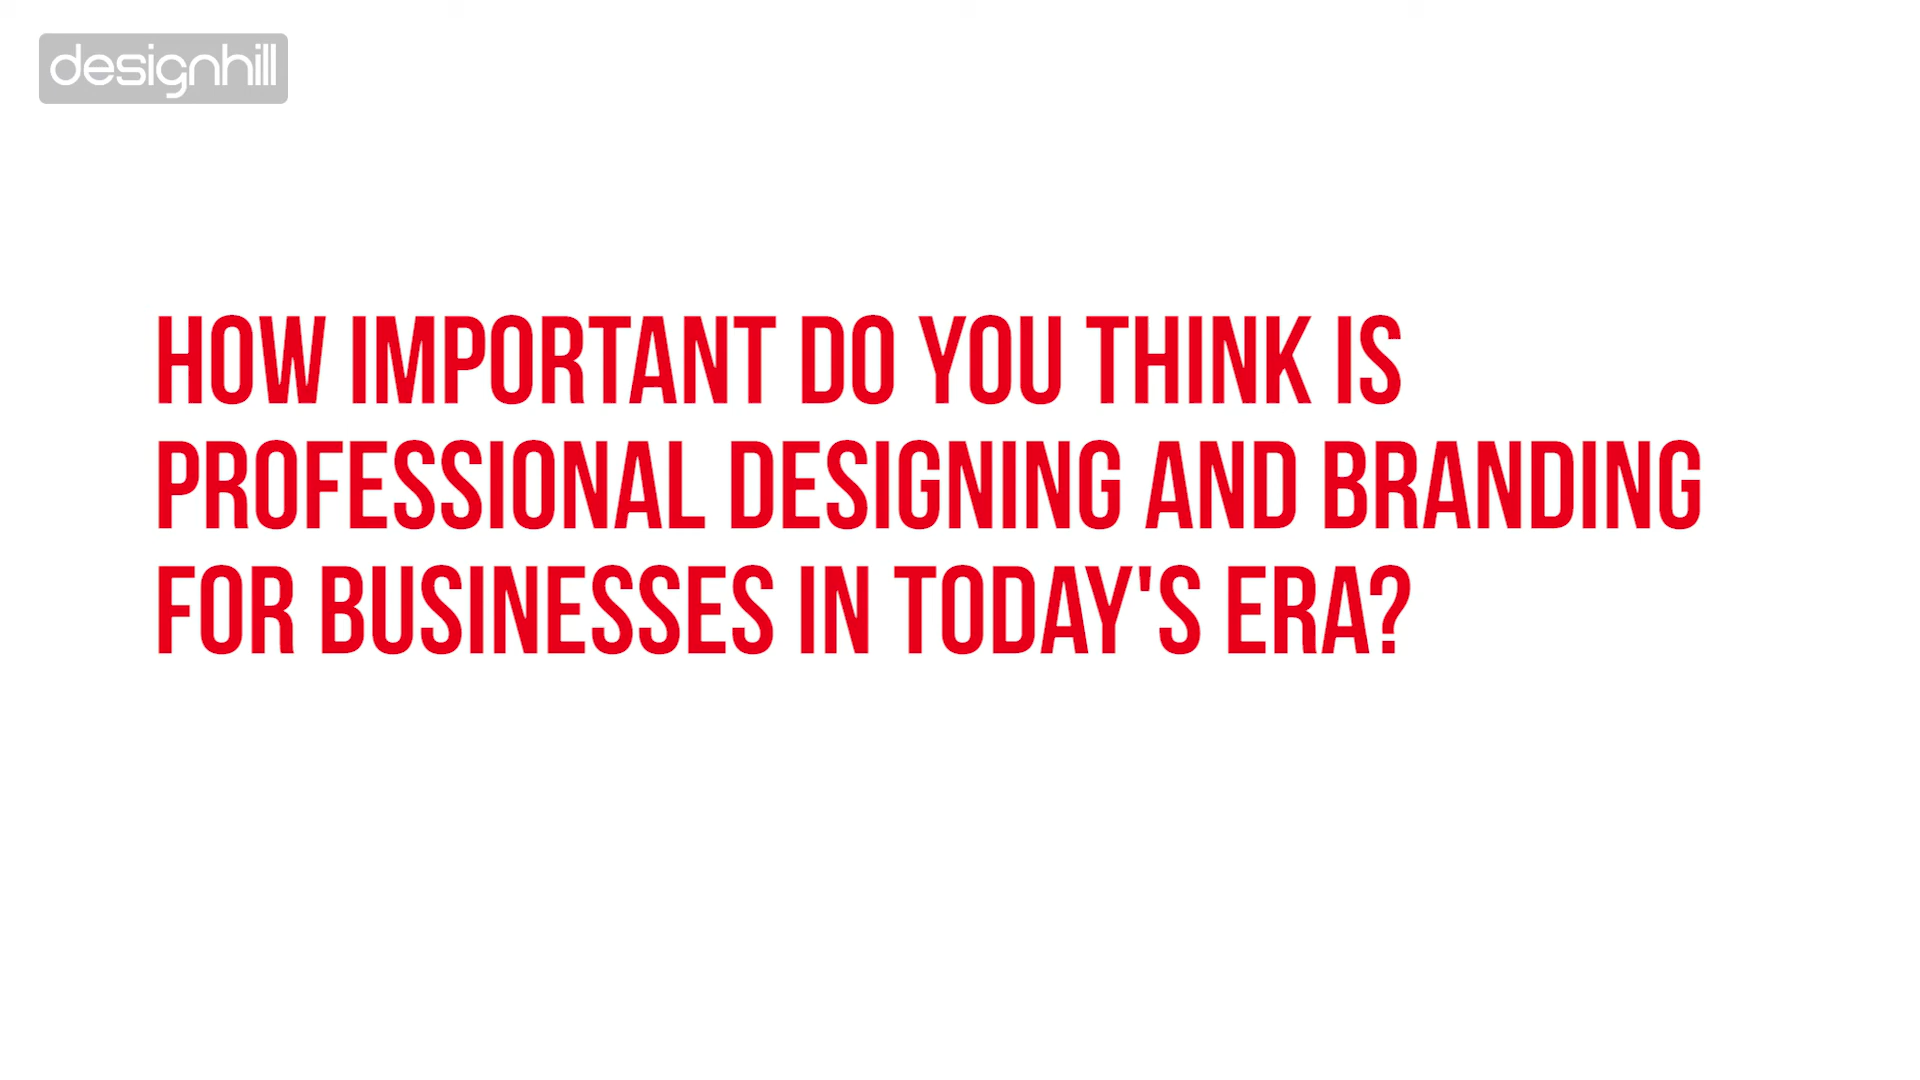 designhill
HOW IMPORTANT DO YOU THINK IS
PROFESSIONAL DESIGNING AND BRANDING
FOR BUSINESSES IN TODAY'S ERA?